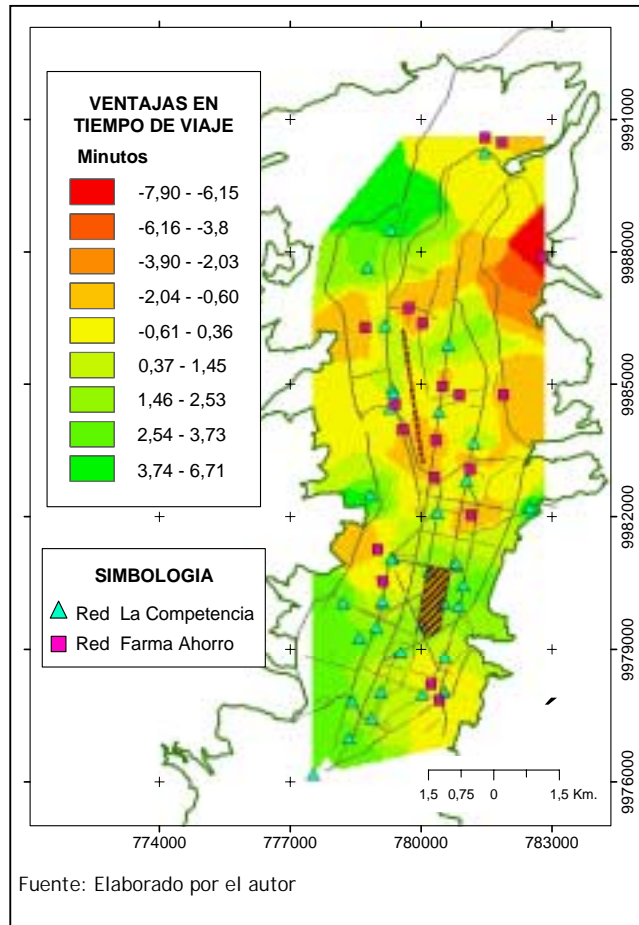 VENTAJAS EN
TIEMPO DE VIAJE
Minutos
-7,90 - -6,15
-6,16 - -3,8
-3,90 - -2,03
-2,04 - -0,60
-0,61 - 0,36
0,37 - 1,45
1,46 - 2,53
2,54 - 3,73
3,74 - 6,71
SIMBOLOGIA
Red La Competencia
Red Farma Ahorro
9991000
9988000
9985000
9982000
9979000
9976000
1,5 0,75 0 1,5 Km.
774000 777000 780000 783000
Fuente: Elaborado por el autor